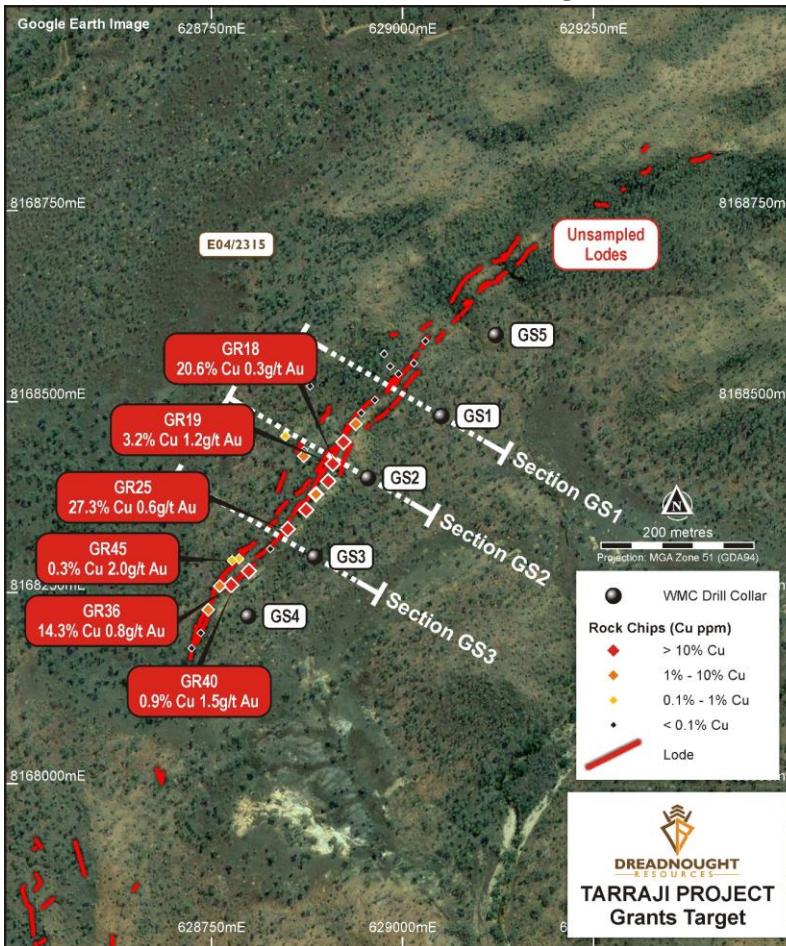 Google Earth Image
628750mE
629000mE
629250mE
8168750mE
8168750mE
E04/2315
Unsampled
Lodes
GR18
20.6% Cu 0.3g/t Au
GS5
8168500mE
8168500mE
GR19
3.2% Cu 1.2g/t Au
GS1
Section GS1
GR25
27.3% Cu 0.6g/t Au
GS2
Section GS2
N
200 metres
Projection: MGA Zone 51 (GDA94)
GR45
0.3% Cu 2.0g/t Au
GS3
Section GS3
8168250mE
GR36
14.3% Cu 0.8g/t Au
GS4
GR40
0.9% Cu 1.5g/t Au
WMC Drill Collar
Rock Chips (Cu ppm)
> 10% Cu
1% - 10% Cu
0.1% - 1% Cu
< 0.1% Cu
Lode
8168000mE
8168000mE
DREADNOUGHT
RESOURCES
TARRAJI PROJECT
Grants Target
628750mE
629000mE